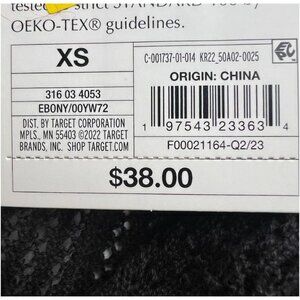 OEKO-TEX® guidelines.
XS
316 03 4053
EBONY/00YW72
DIST. BY TARGET CORPORATION
MPLS., MN 55403 ©2022 TARGET
BRANDS, INC. SHOP TARGET.COM
C-001737-01-014 KR22_50A02-0025
ORIGIN: CHINA
1 97543 23363 4
F00021164-Q2/23
$38.00